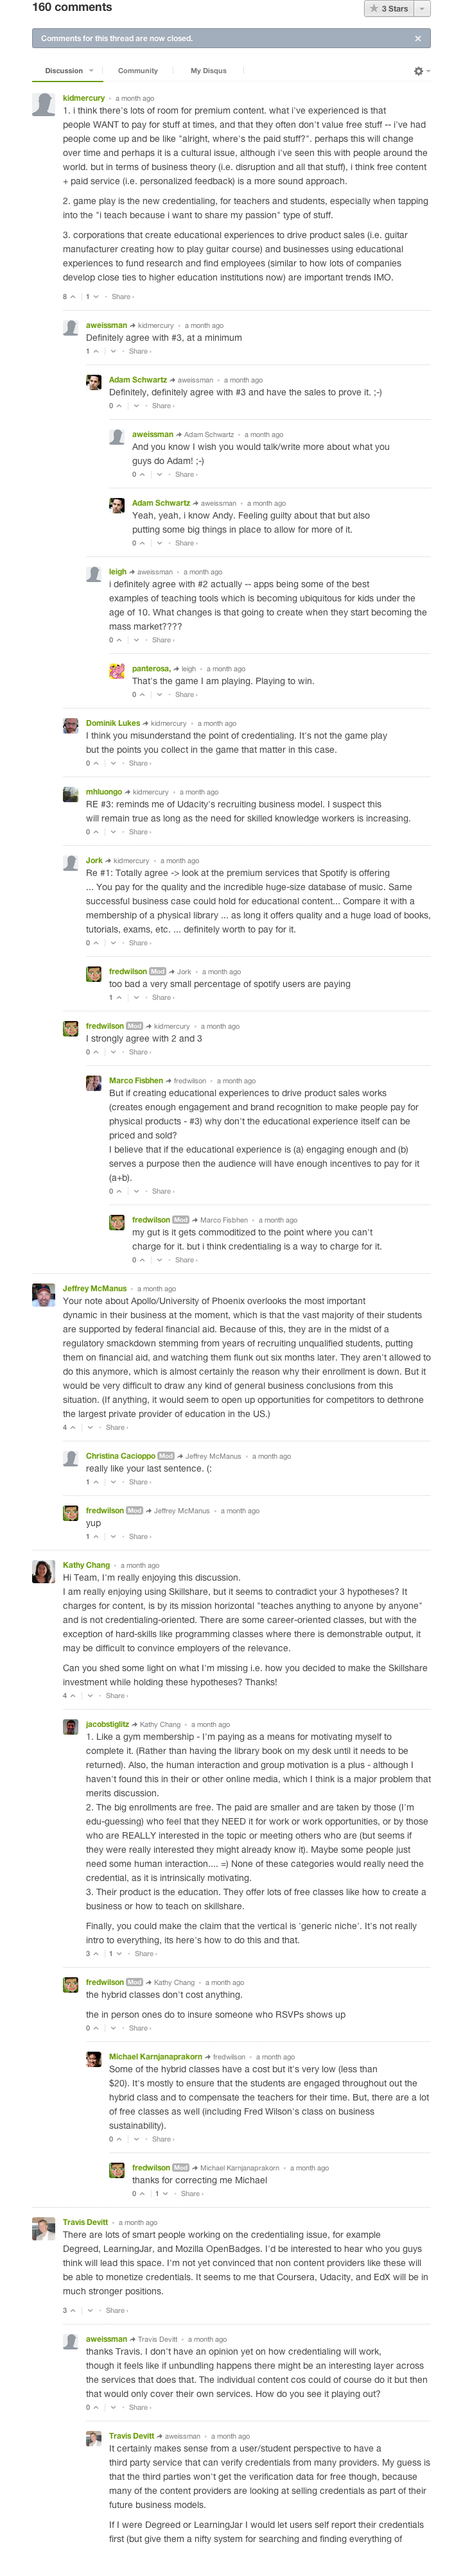 160 comments
★ 3 Stars
Comments for this thread are now closed.
×
Discussion
Community
My Disqus
kidmercury • a month ago
1. i think there's lots of room for premium content. what i've experienced is that
people WANT to pay for stuff at times, and that they often don't value free stuff -- i've had
people come up and be like "alright, where's the paid stuff?". perhaps this will change
over time and perhaps it is a cultural issue, although i've seen this with people around the
world. but in terms of business theory (i.e. disruption and all that stuff), i think free content
+ paid service (i.e. personalized feedback) is a more sound approach.
2. game play is the new credentialing, for teachers and students, especially when tapping
into the "i teach because i want to share my passion" type of stuff.
3. corporations that create educational experiences to drive product sales (i.e. guitar
manufacturer creating how to play guitar course) and businesses using educational
experiences to fund research and find employees (similar to how lots of companies
develop close ties to higher education institutions now) are important trends IMO.
8 1 • Share ›
aweissman kidmercury • a month ago
Definitely agree with #3, at a minimum
1 • Share ›
Adam Schwartz aweissman • a month ago
Definitely, definitely agree with #3 and have the sales to prove it. ;-)
0 • Share ›
aweissman Adam Schwartz • a month ago
And you know I wish you would talk/write more about what you
guys do Adam! ;-)
0 • Share ›
Adam Schwartz aweissman • a month ago
Yeah, yeah, i know Andy. Feeling guilty about that but also
putting some big things in place to allow for more of it.
0 • Share ›
leigh aweissman • a month ago
i definitely agree with #2 actually -- apps being some of the best
examples of teaching tools which is becoming ubiquitous for kids under the
age of 10. What changes is that going to create when they start becoming the
mass market????
0 • Share ›
panterosa, leigh • a month ago
That's the game I am playing. Playing to win.
0 • Share ›
Dominik Lukes kidmercury • a month ago
I think you misunderstand the point of credentialing. It's not the game play
but the points you collect in the game that matter in this case.
0 • Share ›
mhluongo kidmercury • a month ago
RE #3: reminds me of Udacity's recruiting business model. I suspect this
will remain true as long as the need for skilled knowledge workers is increasing.
0 • Share ›
Jork kidmercury • a month ago
Re #1: Totally agree -> look at the premium services that Spotify is offering
... You pay for the quality and the incredible huge-size database of music. Same
successful business case could hold for educational content... Compare it with a
membership of a physical library ... as long it offers quality and a huge load of books,
tutorials, exams, etc. ... definitely worth to pay for it.
0 • Share ›
fredwilson Mod Jork • a month ago
too bad a very small percentage of spotify users are paying
1 • Share ›
fredwilson Mod kidmercury • a month ago
I strongly agree with 2 and 3
0 • Share ›
Marco Fisbhen fredwilson • a month ago
But if creating educational experiences to drive product sales works
(creates enough engagement and brand recognition to make people pay for
physical products - #3) why don't the educational experience itself can be
priced and sold?
I believe that if the educational experience is (a) engaging enough and (b)
serves a purpose then the audience will have enough incentives to pay for it
(a+b).
0 • Share ›
fredwilson Mod Marco Fisbhen • a month ago
my gut is it gets commoditized to the point where you can't
charge for it. but i think credentialing is a way to charge for it.
0 • Share ›
Jeffrey McManus • a month ago
Your note about Apollo/University of Phoenix overlooks the most important
dynamic in their business at the moment, which is that the vast majority of their students
are supported by federal financial aid. Because of this, they are in the midst of a
regulatory smackdown stemming from years of recruiting unqualified students, putting
them on financial aid, and watching them flunk out six months later. They aren't allowed to
do this anymore, which is almost certainly the reason why their enrollment is down. But it
would be very difficult to draw any kind of general business conclusions from this
situation. (If anything, it would seem to open up opportunities for competitors to dethrone
the largest private provider of education in the US.)
4 • Share ›
Christina Cacioppo Mod Jeffrey McManus • a month ago
really like your last sentence. (:
1 • Share ›
fredwilson Mod Jeffrey McManus • a month ago
yup
1 • Share ›
Kathy Chang • a month ago
Hi Team, I'm really enjoying this discussion.
I am really enjoying using Skillshare, but it seems to contradict your 3 hypotheses? It
charges for content, is by its mission horizontal "teaches anything to anyone by anyone"
and is not credentialing-oriented. There are some career-oriented classes, but with the
exception of hard-skills like programming classes where there is demonstrable output, it
may be difficult to convince employers of the relevance.
Can you shed some light on what I'm missing i.e. how you decided to make the Skillshare
investment while holding these hypotheses? Thanks!
4 • Share ›
jacobstiglitz Kathy Chang • a month ago
1. Like a gym membership - I'm paying as a means for motivating myself to
complete it. (Rather than having the library book on my desk until it needs to be
returned). Also, the human interaction and group motivation is a plus - although I
haven't found this in their or other online media, which I think is a major problem that
merits discussion.
2. The big enrollments are free. The paid are smaller and are taken by those (I'm
edu-guessing) who feel that they NEED it for work or work opportunities, or by those
who are REALLY interested in the topic or meeting others who are (but seems if
they were really interested they might already know it). Maybe some people just
need some human interaction.... =) None of these categories would really need the
credential, as it is intrinsically motivating.
3. Their product is the education. They offer lots of free classes like how to create a
business or how to teach on skillshare.
Finally, you could make the claim that the vertical is 'generic niche'. It's not really
intro to everything, its here's how to do this and that.
3 1 • Share ›
fredwilson Mod Kathy Chang • a month ago
the hybrid classes don't cost anything.
the in person ones do to insure someone who RSVPs shows up
0 • Share ›
Michael Karnjanaprakorn fredwilson • a month ago
Some of the hybrid classes have a cost but it's very low (less than
$20). It's mostly to ensure that the students are engaged throughout out the
hybrid class and to compensate the teachers for their time. But, there are a lot
of free classes as well (including Fred Wilson's class on business
sustainability).
0 • Share ›
fredwilson Mod Michael Karnjanaprakorn • a month ago
thanks for correcting me Michael
0 1 • Share ›
Travis Devitt • a month ago
There are lots of smart people working on the credentialing issue, for example
Degreed, LearningJar, and Mozilla OpenBadges. I'd be interested to hear who you guys
think will lead this space. I'm not yet convinced that non content providers like these will
be able to monetize credentials. It seems to me that Coursera, Udacity, and EdX will be in
much stronger positions.
3 • Share ›
aweissman Travis Devitt • a month ago
thanks Travis. I don't have an opinion yet on how credentialing will work,
though it feels like if unbundling happens there might be an interesting layer across
the services that does that. The individual content cos could of course do it but then
that would only cover their own services. How do you see it playing out?
0 • Share ›
Travis Devitt aweissman • a month ago
It certainly makes sense from a user/student perspective to have a
third party service that can verify credentials from many providers. My guess is
that the third parties won't get the verification data for free though, because
many of the content providers are looking at selling credentials as part of their
future business models.
If I were Degreed or LearningJar I would let users self report their credentials
first (but give them a nifty system for searching and finding everything of